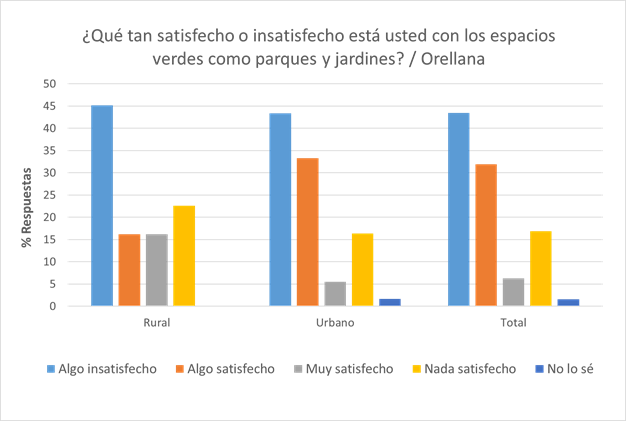 ¿Qué tan satisfecho o insatisfecho está usted con los espacios
verdes como parques y jardines? / Orellana
50
45
40
35
30
25
20
15
10
5
0
% Respuestas
Rural Urbano Total
Algo insatisfecho Algo satisfecho Muy satisfecho Nada satisfecho No lo sé